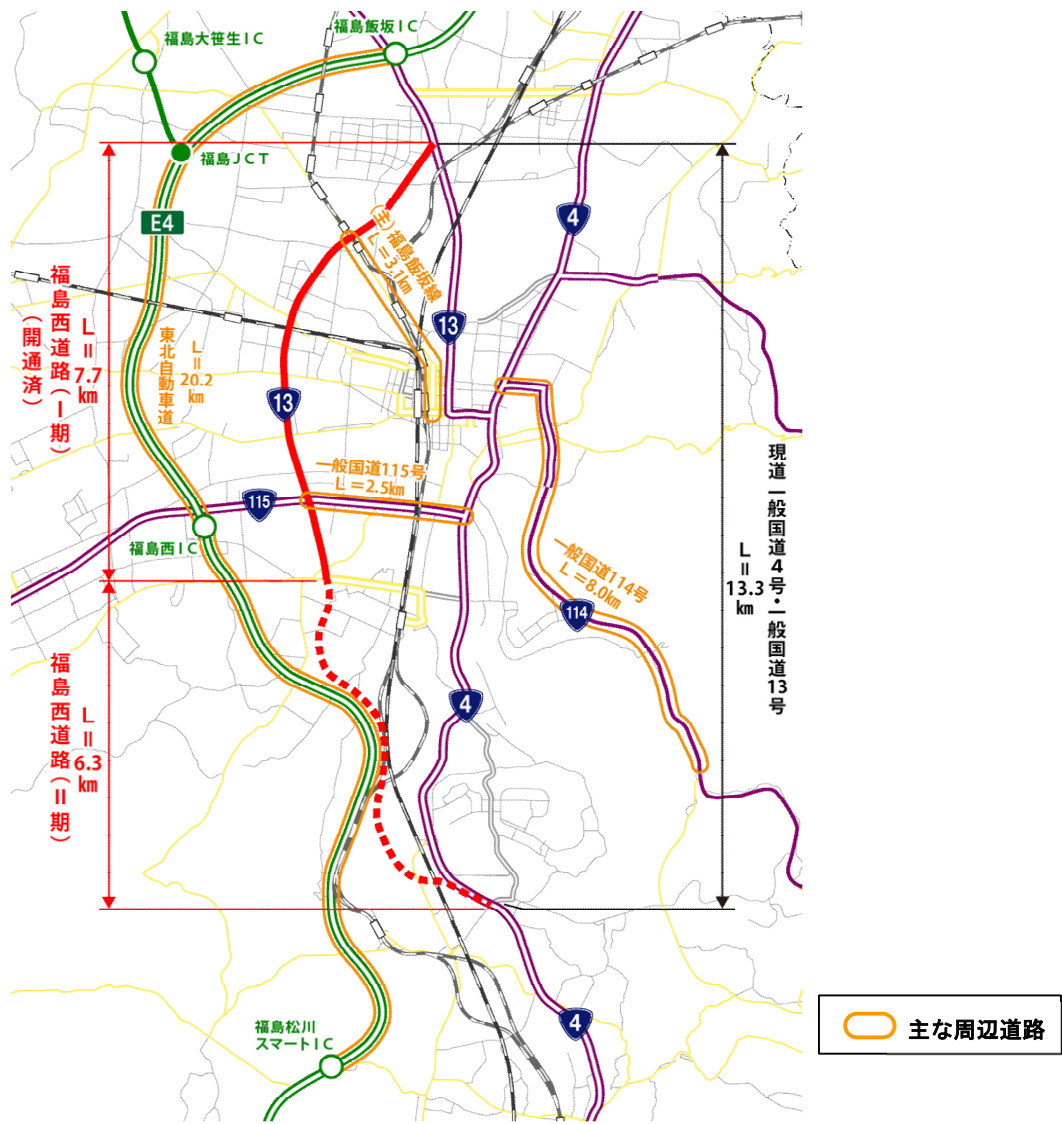 福島大笹生IC
福島飯坂IC
福島JCT
E4
4
(主)福島飯坂線
L=3.1km
13
福島西道路(Ⅰ期)
(開通済)
L=7.7km
東北自動車道
L=20.2km
13
一般国道115号
L=2.5km
115
福島西IC
現道 一般国道4号・一般国道13号
L=13.3km
一般国道114号
L=8.0km
114
福島西道路(Ⅱ期)
L=6.3km
4
福島松川
スマートIC
4
主な周辺道路